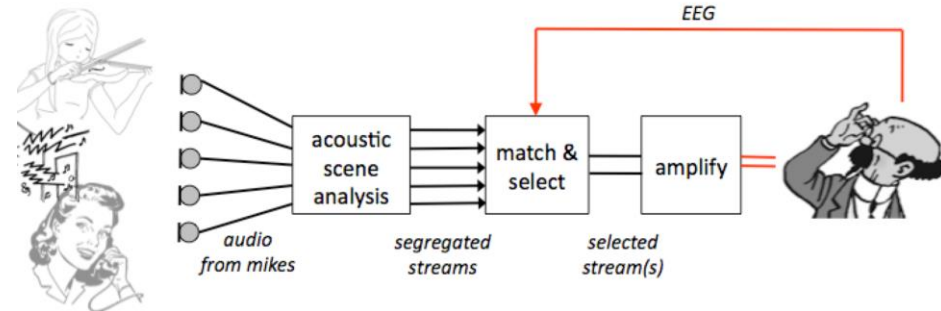 EEG
acoustic
scene
analysis
match &
select
amplify
audio
from mikes
segregated
streams
selected
stream(s)